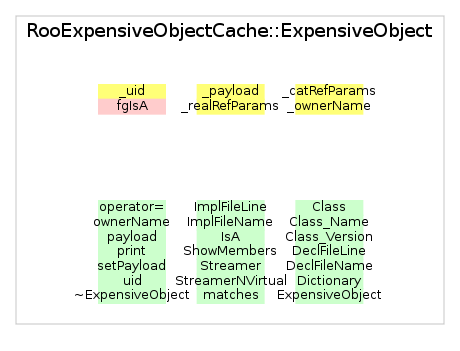 RooExpensiveObjectCache::ExpensiveObject
_uid _payload _catRefParams
fgIsA _realRefParams _ownerName
operator= ImplFileLine Class
ownerName ImplFileName Class_Name
payload IsA Class_Version
print ShowMembers DeclFileLine
setPayload Streamer DeclFileName
uid StreamerNVirtual Dictionary
~ExpensiveObject matches ExpensiveObject